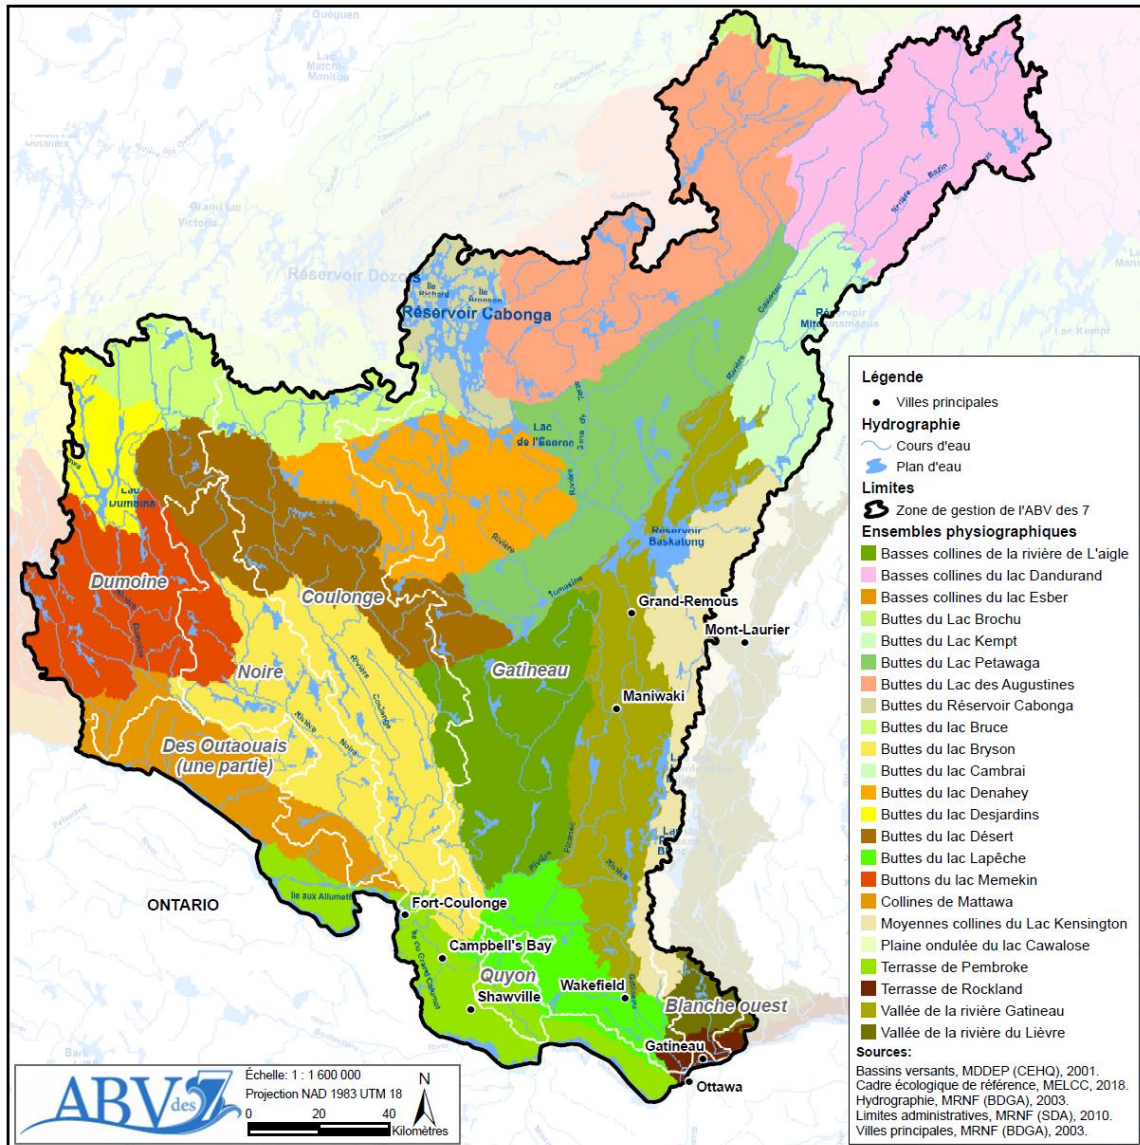 Lac
Matchi-
Manitou
Grand Lac
Victoria
Réservoir Dozois
Île
Richard
Île
Bronson
Réservoir Cabonga
Rivière Bazin
Lac Kempt
Lac
de l'Écorce
Rivière
Gatineau
Réservoir
Baskatong
Rivière
Tomasine
Dumoine
Coulonge
Noire
Gatineau
Des Outaouais
(une partie)
Rivière
Coulonge
Rivière
Noire
Rivière
Picanoc
Rivière
Gatineau
Grand-Remous
Mont-Laurier
Maniwaki
ONTARIO
Fort-Coulonge
Campbell's Bay
Quyon
Shawville
Wakefield
Blanche ouest
Gatineau
Ottawa
Légende
Villes principales
Hydrographie
Cours d'eau
Plan d'eau
Limites
Zone de gestion de l'ABV des 7
Ensembles physiographiques
Basses collines de la rivière de L'aigle
Basses collines du lac Dandurand
Basses collines du lac Esber
Buttes du Lac Brochu
Buttes du Lac Kempt
Buttes du Lac Petawaga
Buttes du Lac des Augustines
Buttes du Réservoir Cabonga
Buttes du lac Bruce
Buttes du lac Bryson
Buttes du lac Cambrai
Buttes du lac Denahey
Buttes du lac Desjardins
Buttes du lac Désert
Buttes du lac Lapêche
Buttons du lac Memekin
Collines de Mattawa
Moyennes collines du Lac Kensington
Plaine ondulée du lac Cawalose
Terrasse de Pembroke
Terrasse de Rockland
Vallée de la rivière Gatineau
Vallée de la rivière du Lièvre
Sources:
Bassins versants, MDDEP (CEHQ), 2001.
Cadre écologique de référence, MELCC, 2018.
Hydrographie, MRNF (BDGA), 2003.
Limites administratives, MRNF (SDA), 2010.
Villes principales, MRNF (BDGA), 2003.
ABV des 7
Échelle: 1 : 1 600 000
Projection NAD 1983 UTM 18
N
0 20 40
Kilomètres